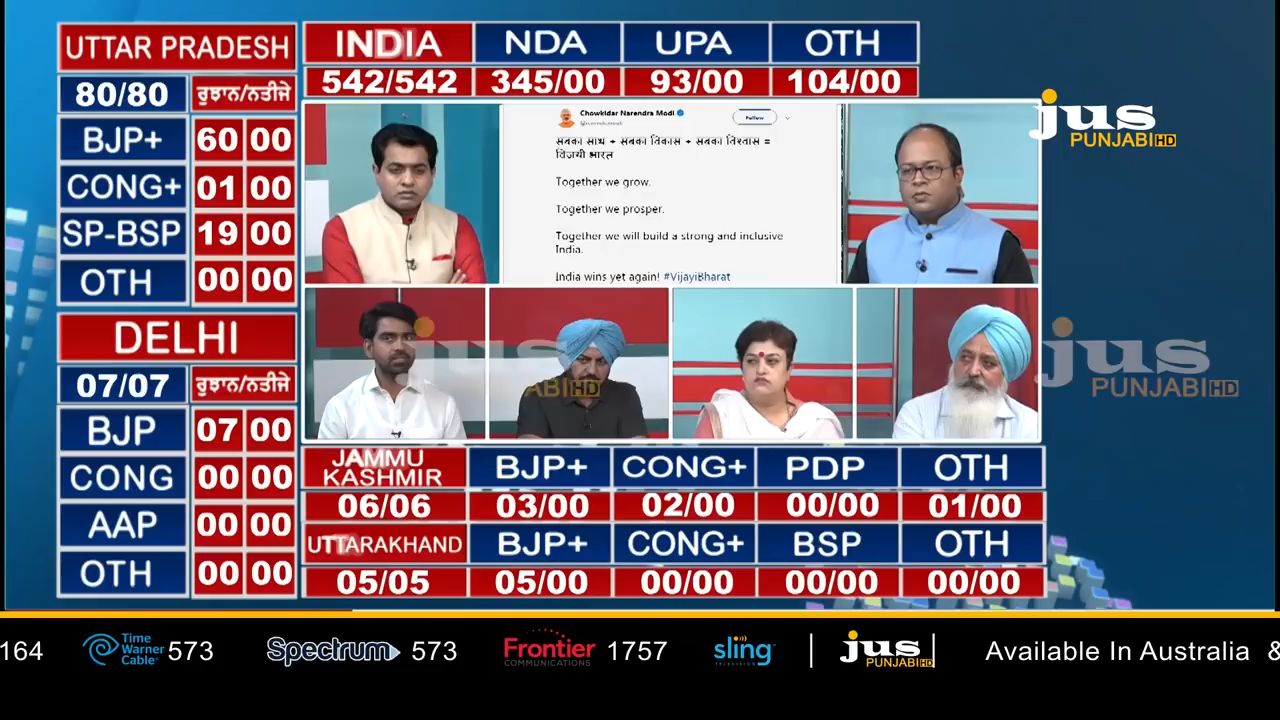 UTTAR PRADESH
80/80 ਰੁਝਾਨ/ਨਤੀਜੇ
BJP+ 60 00
CONG+ 01 00
SP-BSP 19 00
OTH 00 00
DELHI
07/07 ਰੁਝਾਨ/ਨਤੀਜੇ
BJP 07 00
CONG 00 00
AAP 00 00
OTH 00 00
INDIA NDA UPA OTH
542/542 345/00 93/00 104/00
Chowkidar Narendra Modi
@narendramodi
Follow
सबका साथ + सबका विकास + सबका विश्वास =
विजयी भारत
Together we grow.
Together we prosper.
Together we will build a strong and inclusive
India.
India wins yet again! #VijayiBharat
jus
PUNJABI HD
jus
PUNJABI HD
jus
PUNJABI HD
JAMMU KASHMIR BJP+ CONG+ PDP OTH
06/06 03/00 02/00 00/00 01/00
UTTARAKHAND BJP+ CONG+ BSP OTH
05/05 05/00 00/00 00/00 00/00
164 Time Warner Cable 573 Spectrum 573 Frontier COMMUNICATIONS 1757 sling TELEVISION jus PUNJABI HD Available In Australia &